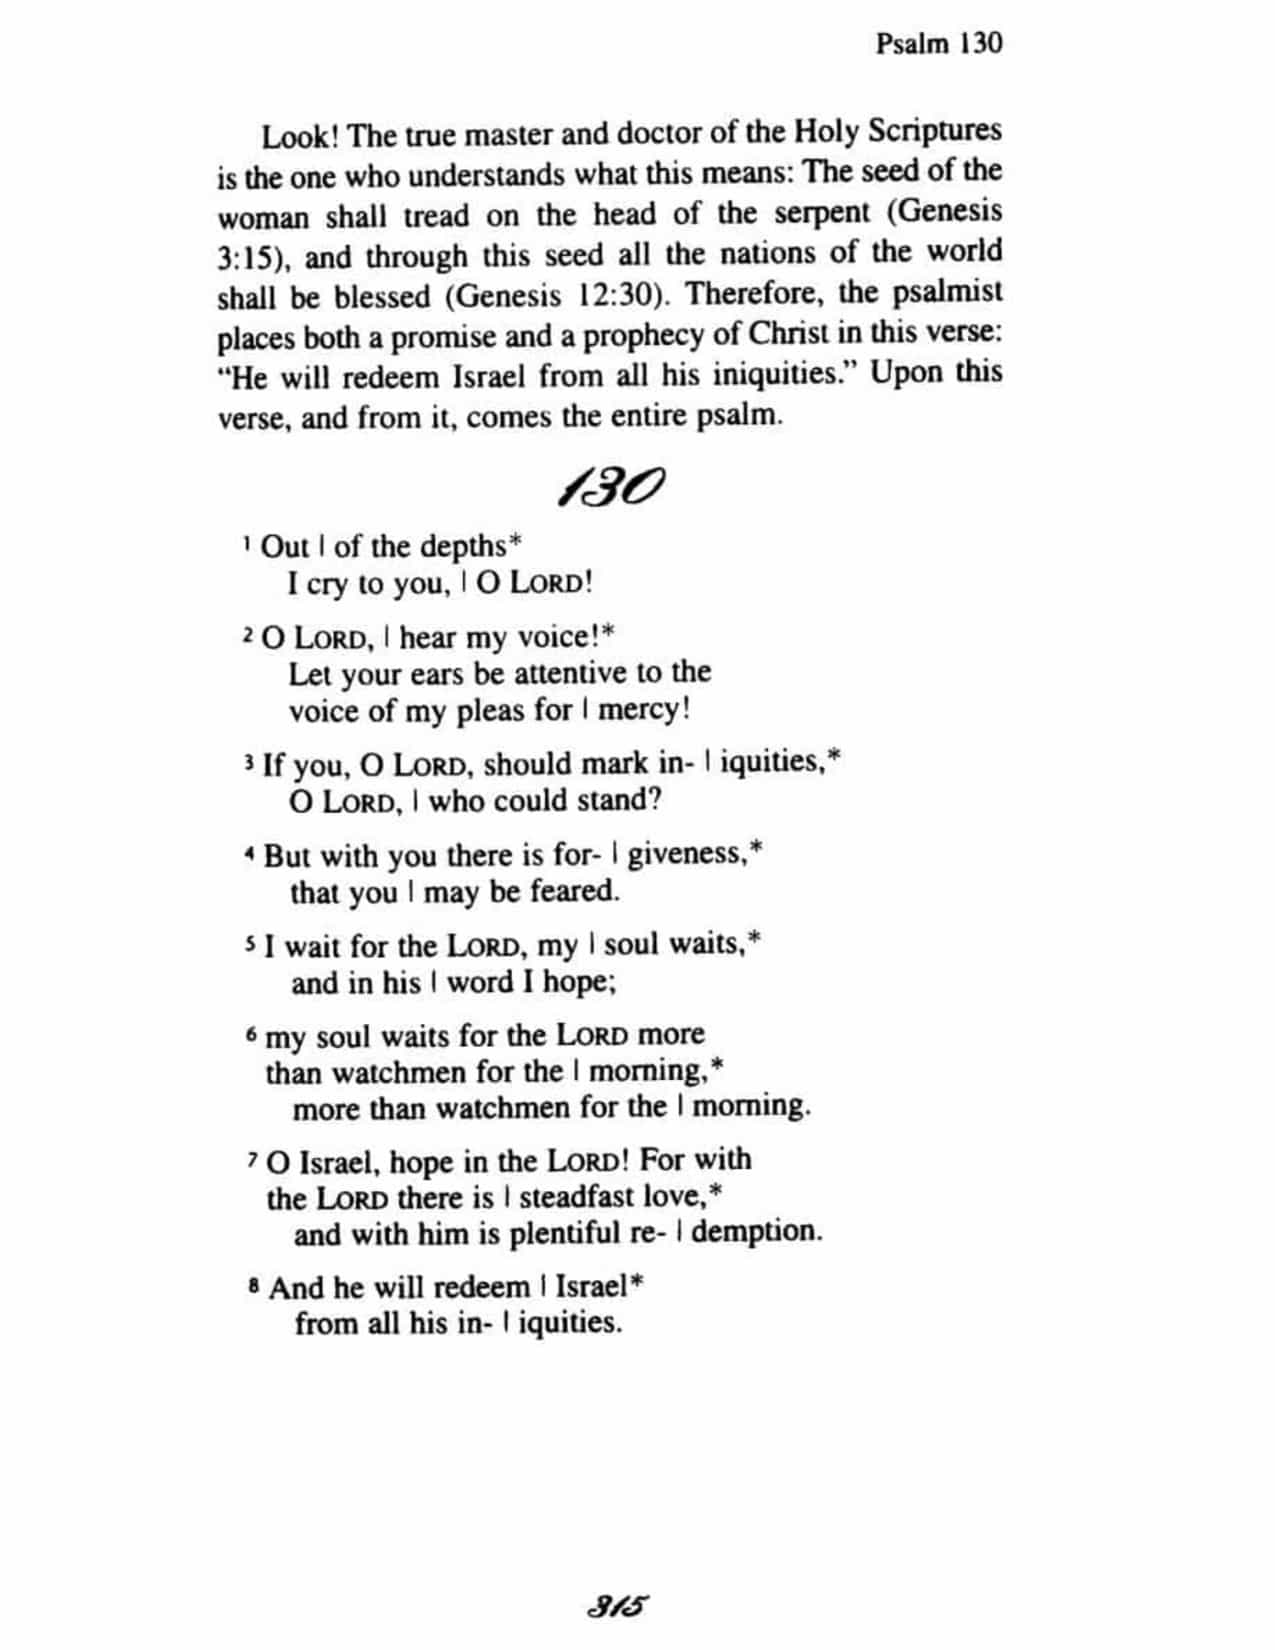 Psalm 130
Look! The true master and doctor of the Holy Scriptures
is the one who understands what this means: The seed of the
woman shall tread on the head of the serpent (Genesis
3:15), and through this seed all the nations of the world
shall be blessed (Genesis 12:30). Therefore, the psalmist
places both a promise and a prophecy of Christ in this verse:
“He will redeem Israel from all his iniquities.” Upon this
verse, and from it, comes the entire psalm.
130
1 Out | of the depths*
I cry to you, | O LORD!
2 O LORD, | hear my voice!*
Let your ears be attentive to the
voice of my pleas for | mercy!
3 If you, O LORD, should mark in- | iquities,*
O LORD, | who could stand?
4 But with you there is for- | giveness,*
that you | may be feared.
5 I wait for the LORD, my | soul waits,*
and in his | word I hope;
6 my soul waits for the LORD more
than watchmen for the | morning,*
more than watchmen for the | morning.
7 O Israel, hope in the LORD! For with
the LORD there is | steadfast love,*
and with him is plentiful re- | demption.
8 And he will redeem | Israel*
from all his in- | iquities.
315